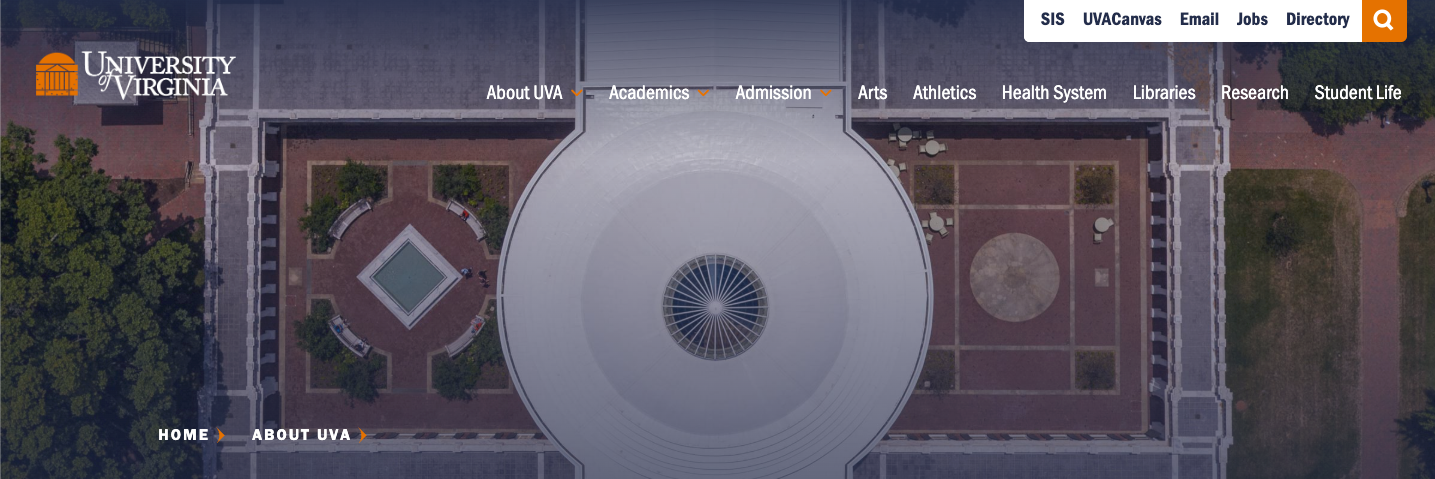 SIS UVACanvas Email Jobs Directory
UNIVERSITY
of VIRGINIA
About UVA Academics Admission Arts Athletics Health System Libraries Research Student Life
HOME ABOUT UVA